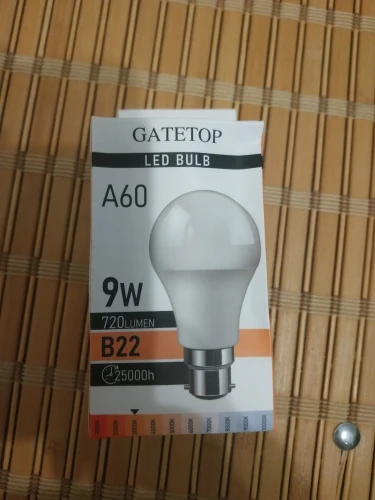 GATETOP
LED BULB
A60
9W
720LUMEN
B22
25000h